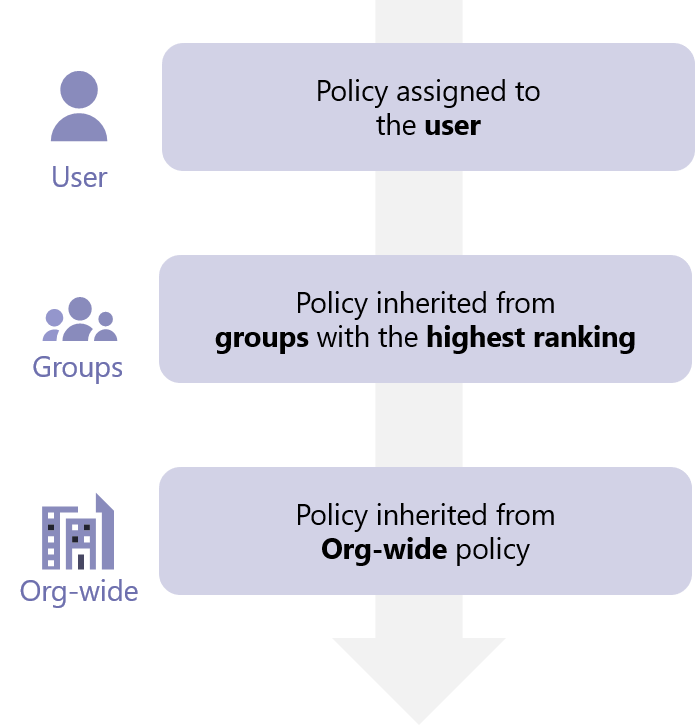 Policy assigned to
the user
User
Policy inherited from
groups with the highest ranking
Groups
Policy inherited from
Org-wide policy
Org-wide